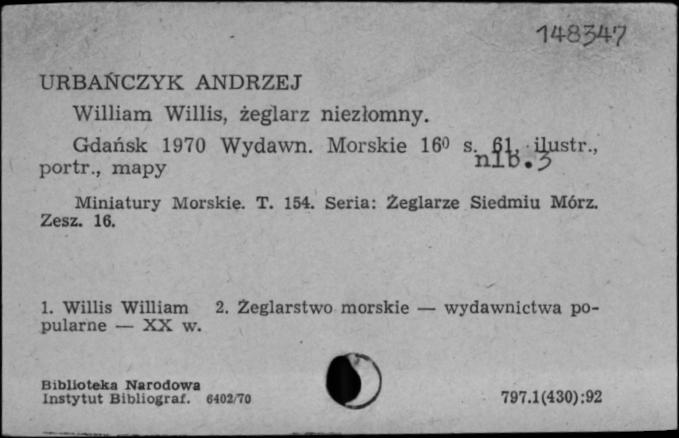 148347
URBAŃCZYK ANDRZEJ
William Willis, żeglarz niezłomny.
Gdańsk 1970 Wydawn. Morskie 16⁰ s. 61, ilustr.,
nlb. 3
portr., mapy
Miniatury Morskie. T. 154. Seria: Żeglarze Siedmiu Mórz.
Zesz. 16.
1. Willis William 2. Żeglarstwo morskie — wydawnictwa po-
pularne — XX w.
Biblioteka Narodowa
Instytut Bibliograf. 6402/70
797.1(430):92